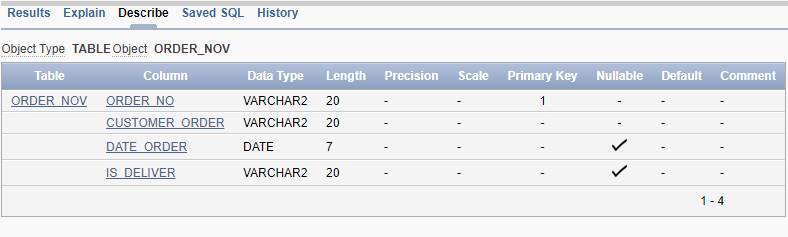 Results Explain Describe Saved SQL History
Object Type TABLE Object ORDER_NOV
Table Column Data Type Length Precision Scale Primary Key Nullable Default Comment
ORDER_NOV ORDER_NO VARCHAR2 20 - - 1 - - -
CUSTOMER_ORDER VARCHAR2 20 - - - - - -
DATE_ORDER DATE 7 - - - ✓ - -
IS_DELIVER VARCHAR2 20 - - - ✓ - -
1 - 4